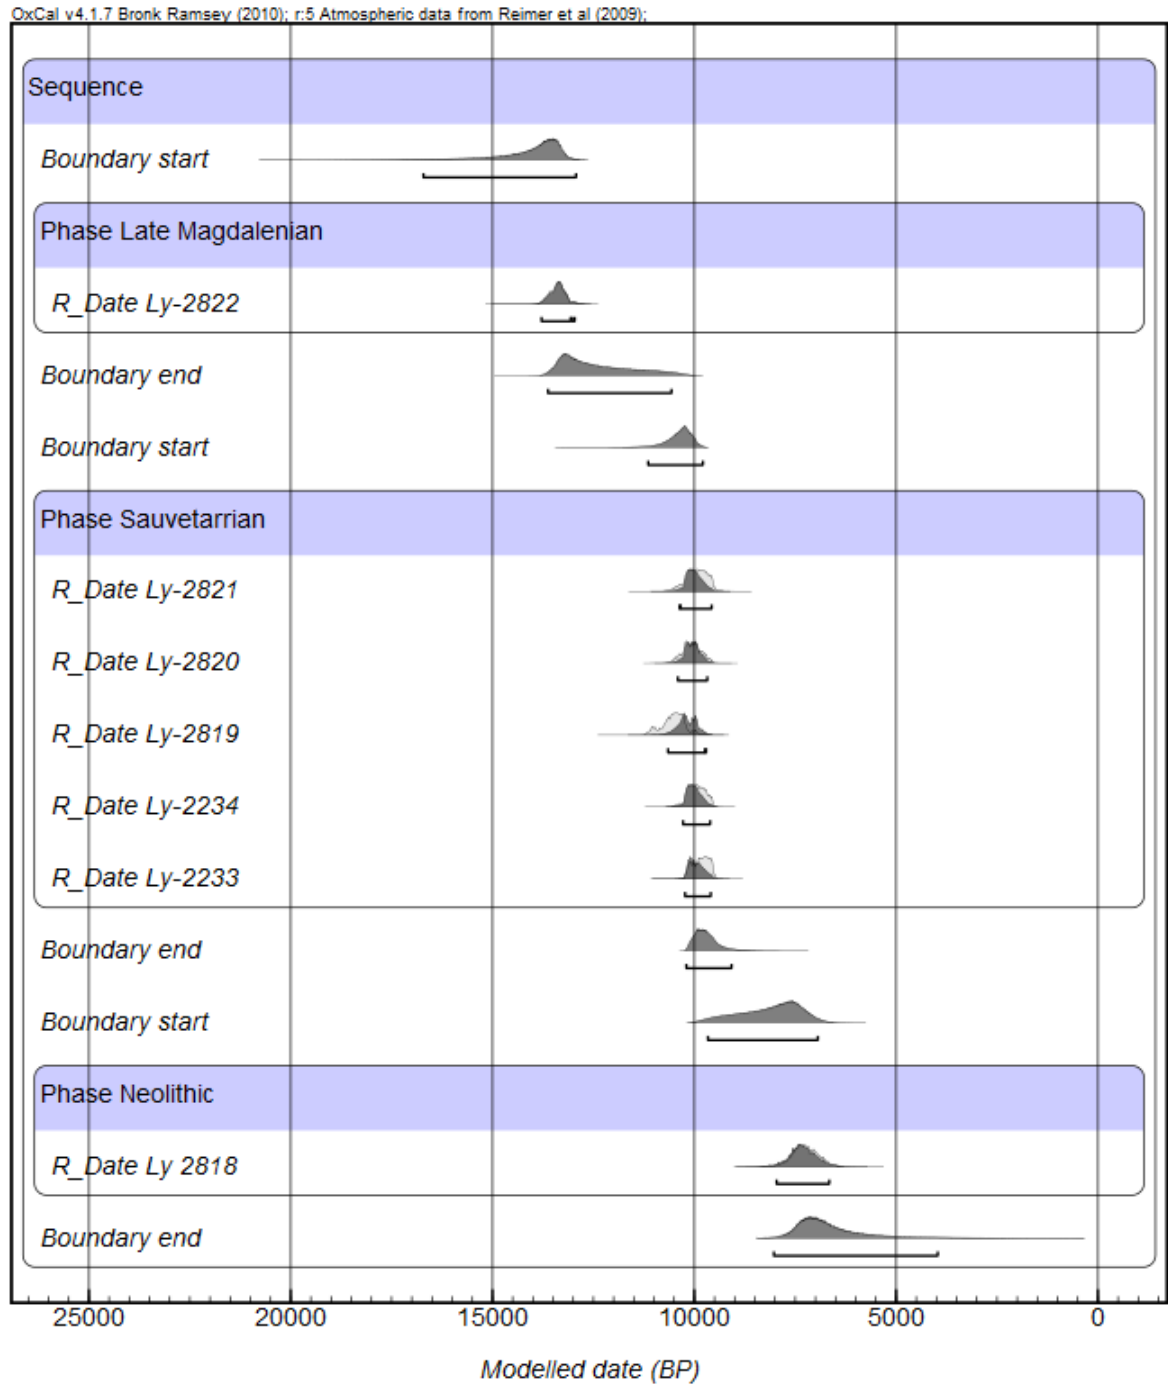 OxCal v4.1.7 Bronk Ramsey (2010); r:5 Atmospheric data from Reimer et al (2009);
Sequence
Boundary start
Phase Late Magdalenian
R_Date Ly-2822
Boundary end
Boundary start
Phase Sauvetarrian
R_Date Ly-2821
R_Date Ly-2820
R_Date Ly-2819
R_Date Ly-2234
R_Date Ly-2233
Boundary end
Boundary start
Phase Neolithic
R_Date Ly 2818
Boundary end
25000 20000 15000 10000 5000 0
Modelled date (BP)